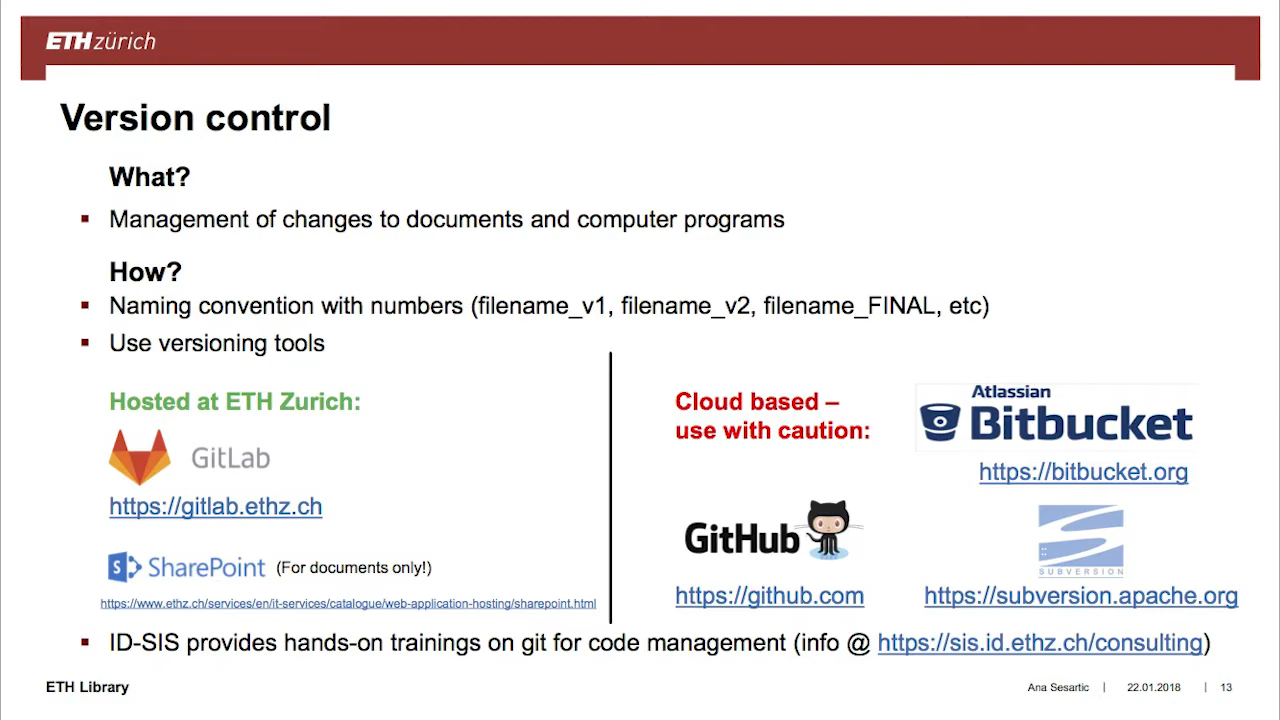 ETH zürich
Version control
What?
▪ Management of changes to documents and computer programs
How?
▪ Naming convention with numbers (filename_v1, filename_v2, filename_FINAL, etc)
▪ Use versioning tools
Hosted at ETH Zurich:
GitLab
https://gitlab.ethz.ch
S SharePoint (For documents only!)
https://www.ethz.ch/services/en/it-services/catalogue/web-application-hosting/sharepoint.html
Cloud based –
use with caution:
Atlassian
Bitbucket
https://bitbucket.org
GitHub
https://github.com
SUBVERSION
https://subversion.apache.org
▪ ID-SIS provides hands-on trainings on git for code management (info @ https://sis.id.ethz.ch/consulting)
ETH Library
Ana Sesartic | 22.01.2018 | 13